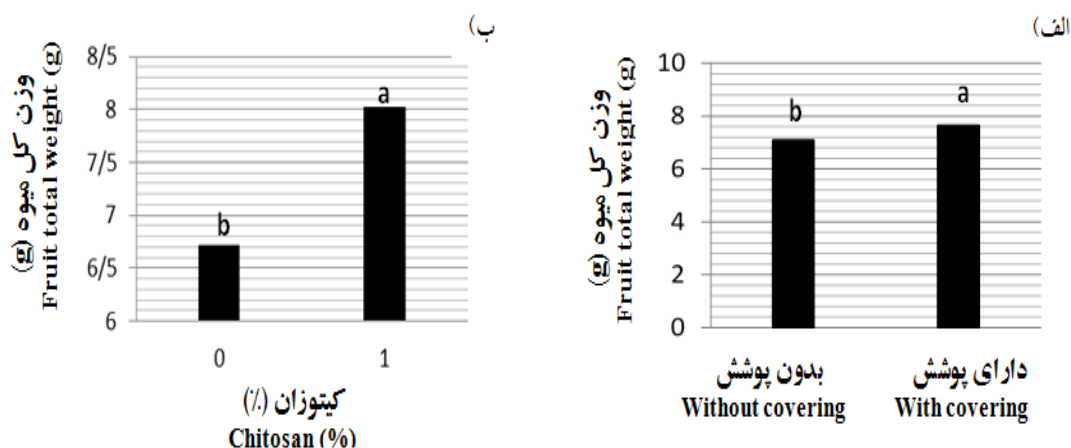 الف)
10
8
6
4
2
0
وزن کل میوه (g)
Fruit total weight (g)
b
a
بدون پوشش
Without covering
دارای پوشش
With covering
ب)
8/5
8
7/5
7
6/5
6
وزن کل میوه (g)
Fruit total weight (g)
b
a
0
1
کیتوزان (٪)
Chitosan (%)